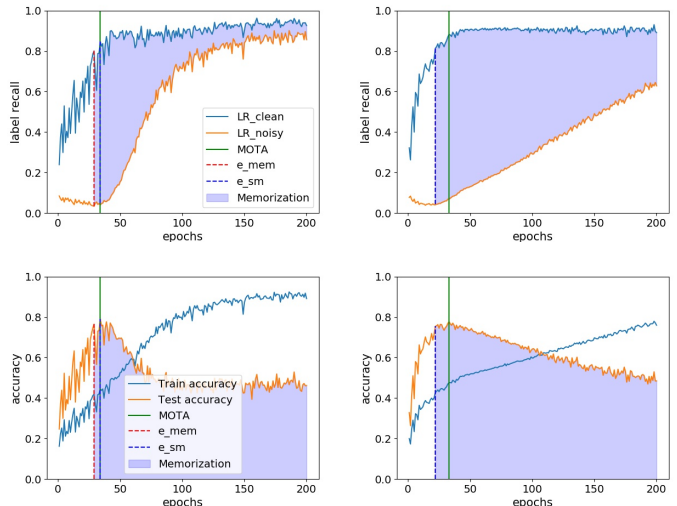 1.0
0.8
0.6
0.4
0.2
0.0
label recall
0 50 100 150 200
epochs
LR_clean
LR_noisy
MOTA
e_mem
e_sm
Memorization
1.0
0.8
0.6
0.4
0.2
0.0
label recall
0 50 100 150 200
epochs
1.0
0.8
0.6
0.4
0.2
0.0
accuracy
0 50 100 150 200
epochs
Train accuracy
Test accuracy
MOTA
e_mem
e_sm
Memorization
1.0
0.8
0.6
0.4
0.2
0.0
accuracy
0 50 100 150 200
epochs